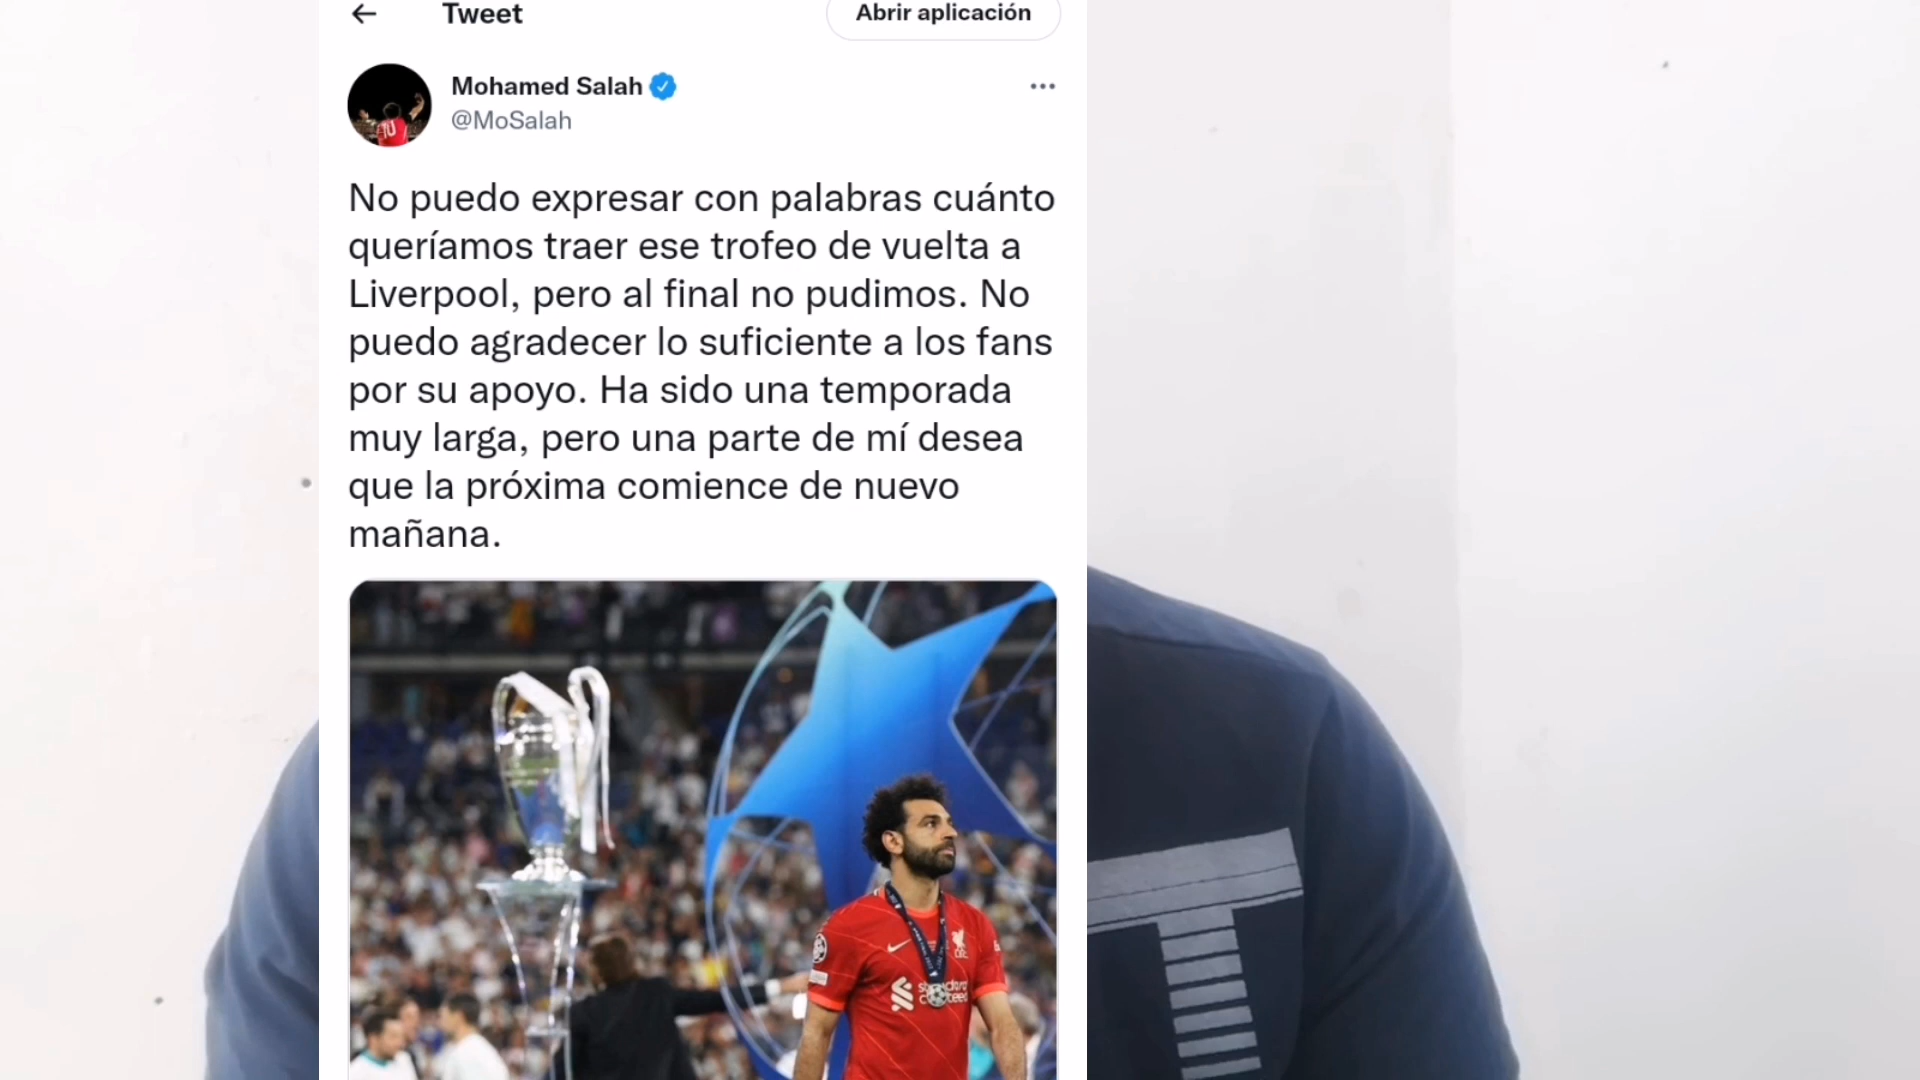 Tweet
Abrir aplicación
Mohamed Salah
@MoSalah
No puedo expresar con palabras cuánto
queríamos traer ese trofeo de vuelta a
Liverpool, pero al final no pudimos. No
puedo agradecer lo suficiente a los fans
por su apoyo. Ha sido una temporada
muy larga, pero una parte de mí desea
que la próxima comience de nuevo
mañana.